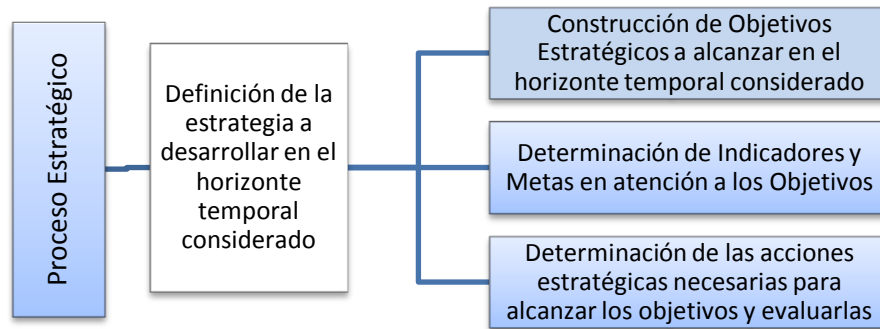 Proceso Estratégico
Definición de la
estrategia a
desarrollar en el
horizonte
temporal
considerado
Construcción de Objetivos
Estratégicos a alcanzar en el
horizonte temporal considerado
Determinación de Indicadores y
Metas en atención a los Objetivos
Determinación de las acciones
estratégicas necesarias para
alcanzar los objetivos y evaluarlas